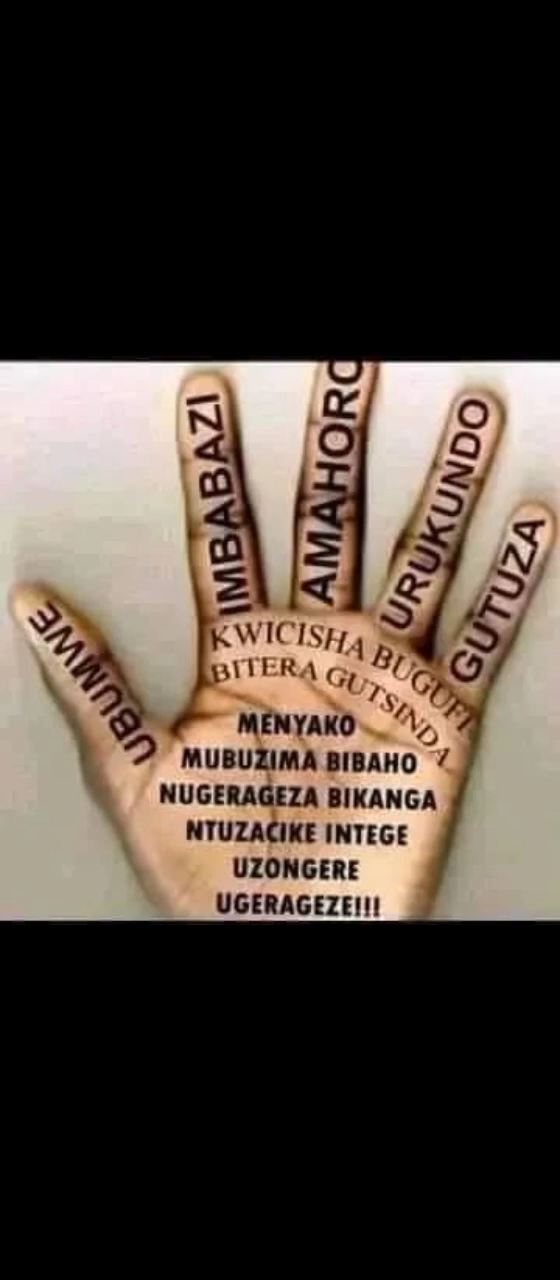 UBUMWE
IMBABAZI
AMAHORO
URUKUNDO
GUTUZA
KWICISHA BUGUFI
BITERA GUTSINDA
MENYAKO
MUBUZIMA BIBAHO
NUGERAGEZA BIKANGA
NTUZACIKE INTEGE
UZONGERE
UGERAGEZE!!!